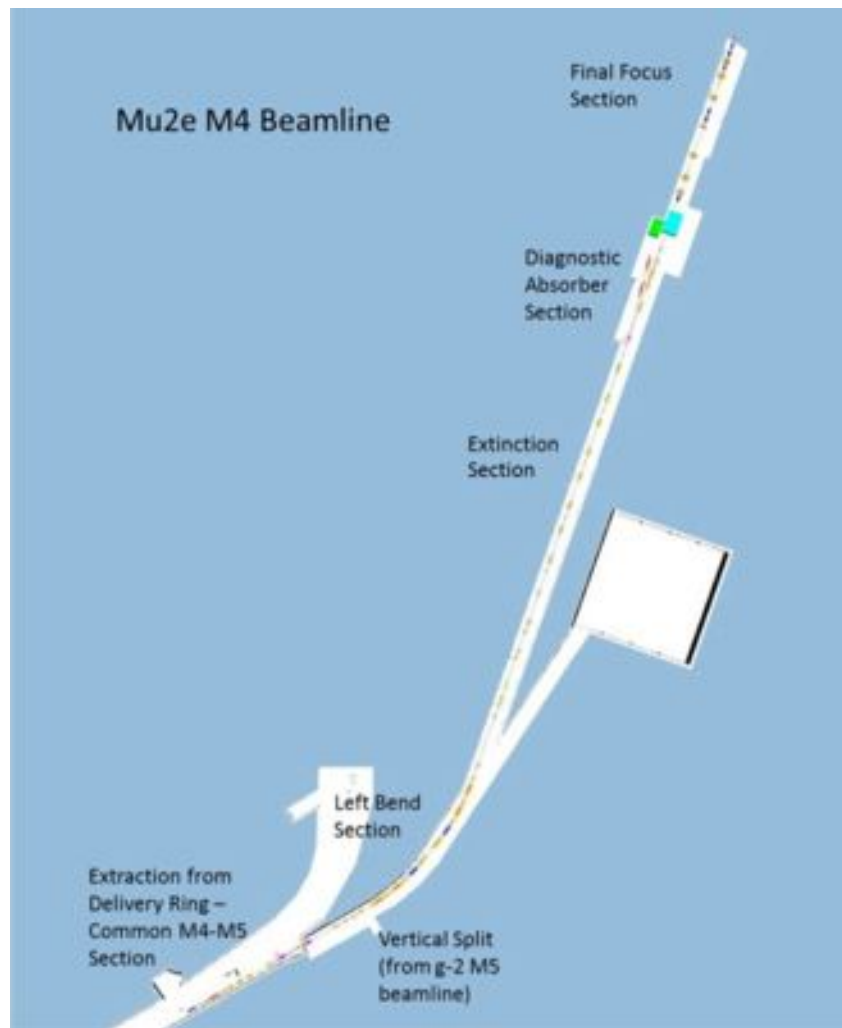 Mu2e M4 Beamline
Final Focus
Section
Diagnostic
Absorber
Section
Extinction
Section
Left Bend
Section
Extraction from
Delivery Ring –
Common M4-M5
Section
Vertical Split
(from g-2 M5
beamline)